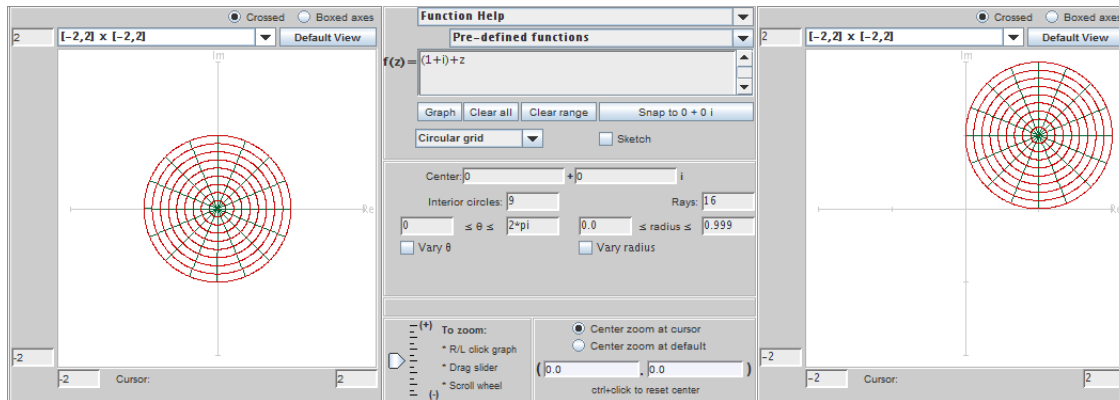 Crossed Boxed axes
2 [-2,2] x [-2,2] Default View
Im
Re
-2
-2 Cursor: 2
Function Help
Pre-defined functions
f(z) = (1+i)+z
Graph Clear all Clear range Snap to 0 + 0 i
Circular grid Sketch
Center: 0 + 0 i
Interior circles: 9 Rays: 16
0 ≤ θ ≤ 2*pi 0.0 ≤ radius ≤ 0.999
Vary θ Vary radius
(+) To zoom:
* R/L click graph
* Drag slider
* Scroll wheel
(-)
Center zoom at cursor
Center zoom at default
( 0.0 , 0.0 )
ctrl+click to reset center
Crossed Boxed axes
2 [-2,2] x [-2,2] Default View
Im
Re
-2
-2 Cursor: 2